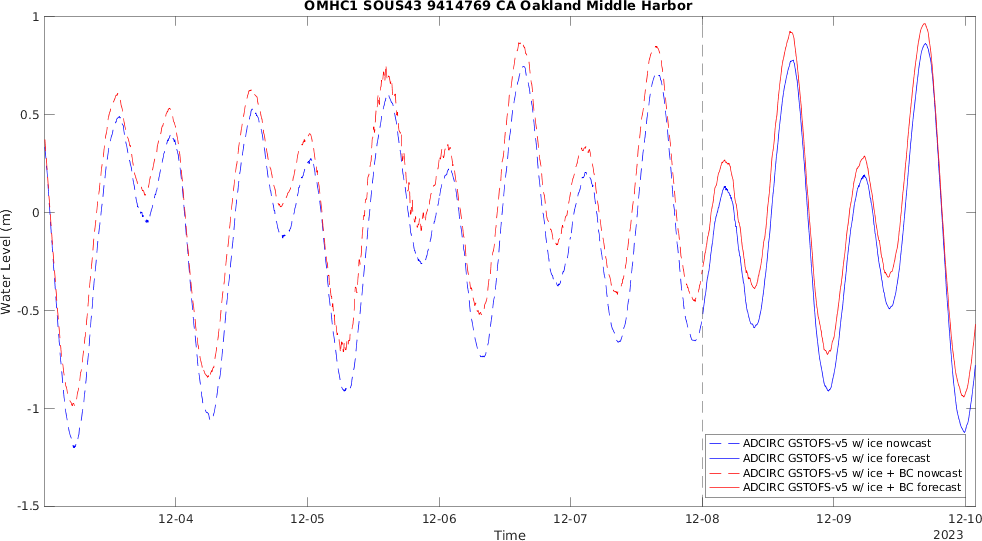 OMHC1 SOUS43 9414769 CA Oakland Middle Harbor
1
0.5
0
-0.5
-1
-1.5
Water Level (m)
12-04
12-05
12-06
12-07
12-08
12-09
12-10
Time
2023
ADCIRC GSTOFS-v5 w/ ice nowcast
ADCIRC GSTOFS-v5 w/ ice forecast
ADCIRC GSTOFS-v5 w/ ice + BC nowcast
ADCIRC GSTOFS-v5 w/ ice + BC forecast